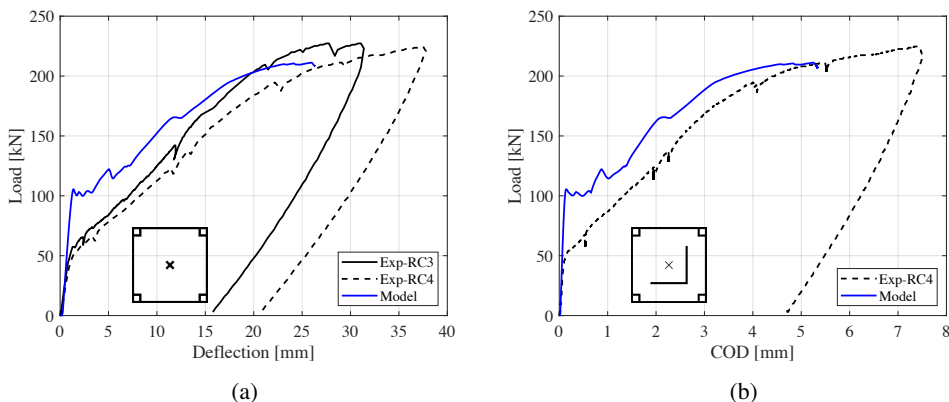 250
200
150
100
50
0
Load [kN]
0 5 10 15 20 25 30 35 40
Deflection [mm]
Exp-RC3
Exp-RC4
Model
(a)
250
200
150
100
50
0
Load [kN]
0 1 2 3 4 5 6 7 8
COD [mm]
Exp-RC4
Model
(b)